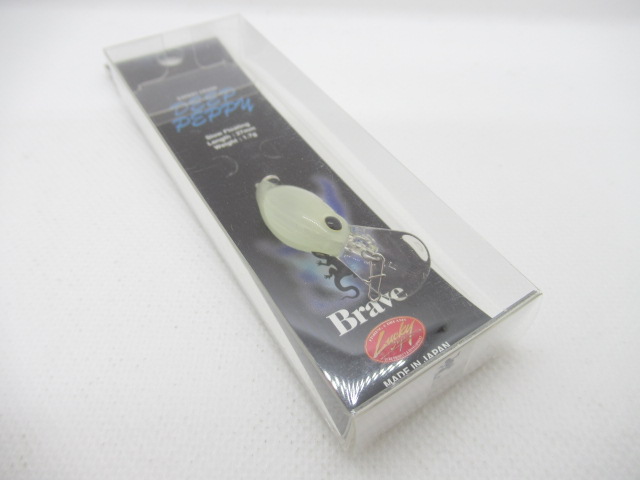 DEEP
PEPPY
Slow Floating
Length : 27mm
Weight : 1.7g
Brave
Lucky
MADE IN JAPAN